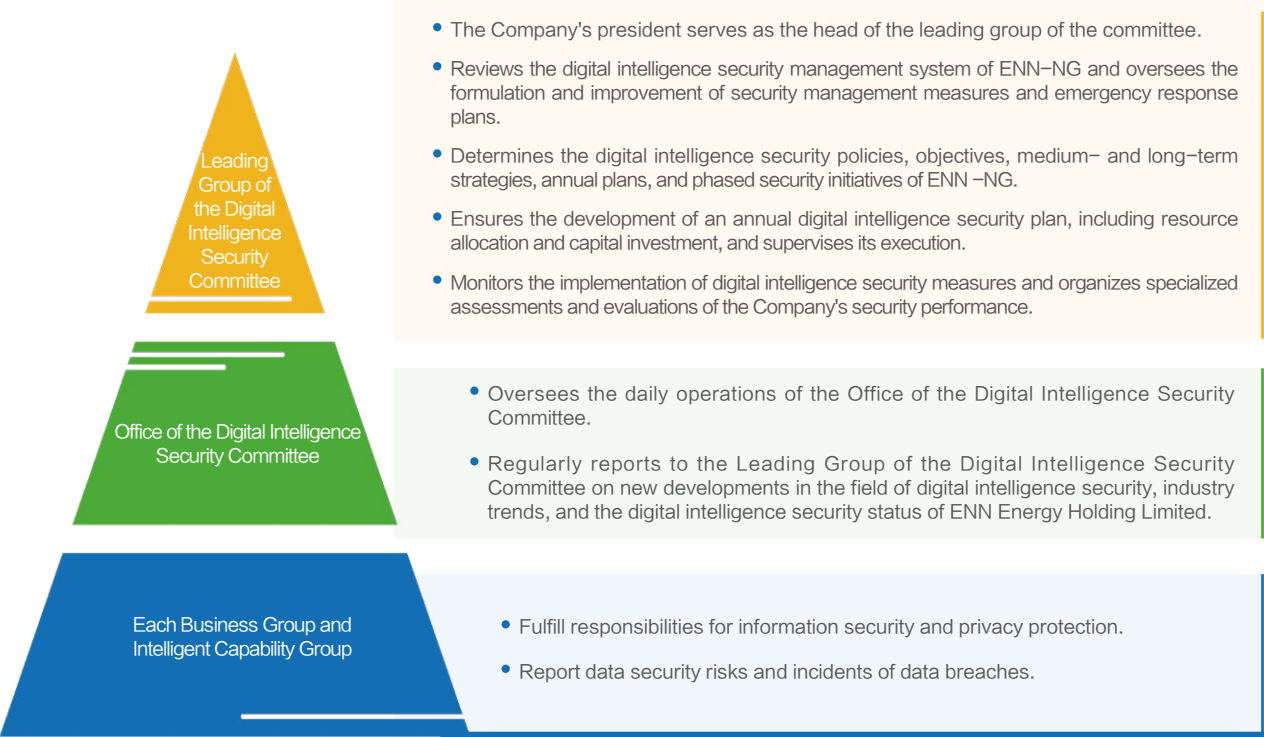 Leading
Group of
the Digital
Intelligence
Security
Committee
• The Company's president serves as the head of the leading group of the committee.
• Reviews the digital intelligence security management system of ENN-NG and oversees the
formulation and improvement of security management measures and emergency response
plans.
• Determines the digital intelligence security policies, objectives, medium- and long-term
strategies, annual plans, and phased security initiatives of ENN -NG.
• Ensures the development of an annual digital intelligence security plan, including resource
allocation and capital investment, and supervises its execution.
• Monitors the implementation of digital intelligence security measures and organizes specialized
assessments and evaluations of the Company's security performance.
Office of the Digital Intelligence
Security Committee
• Oversees the daily operations of the Office of the Digital Intelligence Security
Committee.
• Regularly reports to the Leading Group of the Digital Intelligence Security
Committee on new developments in the field of digital intelligence security, industry
trends, and the digital intelligence security status of ENN Energy Holding Limited.
Each Business Group and
Intelligent Capability Group
• Fulfill responsibilities for information security and privacy protection.
• Report data security risks and incidents of data breaches.